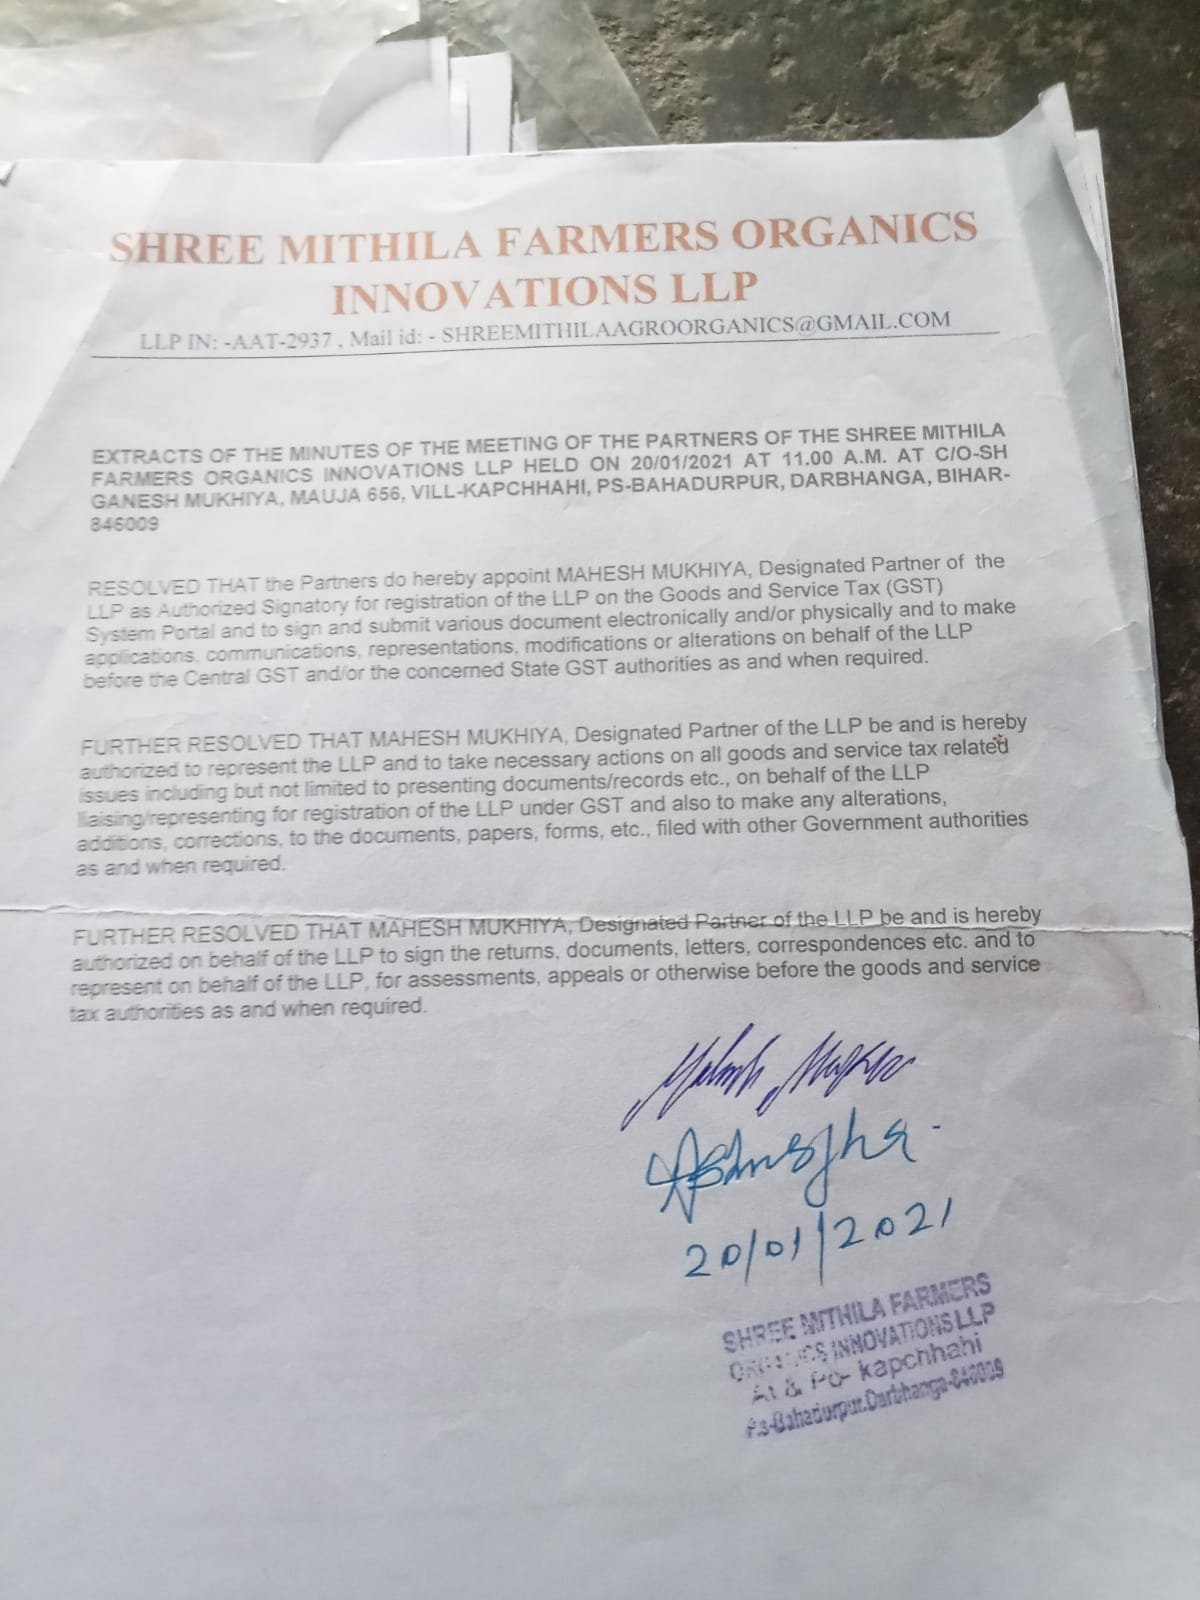 SHREE MITHILA FARMERS ORGANICS
INNOVATIONS LLP
LLP IN: -AAT-2937 , Mail id: - SHREEMITHILAAGROORGANICS@GMAIL.COM
EXTRACTS OF THE MINUTES OF THE MEETING OF THE PARTNERS OF THE SHREE MITHILA
FARMERS ORGANICS INNOVATIONS LLP HELD ON 20/01/2021 AT 11.00 A.M. AT C/O-SH
GANESH MUKHIYA, MAUJA 656, VILL-KAPCHHAHI, PS-BAHADURPUR, DARBHANGA, BIHAR-
846009
RESOLVED THAT the Partners do hereby appoint MAHESH MUKHIYA, Designated Partner of the
LLP as Authorized Signatory for registration of the LLP on the Goods and Service Tax (GST)
System Portal and to sign and submit various document electronically and/or physically and to make
applications, communications, representations, modifications or alterations on behalf of the LLP
before the Central GST and/or the concerned State GST authorities as and when required.
FURTHER RESOLVED THAT MAHESH MUKHIYA, Designated Partner of the LLP be and is hereby
authorized to represent the LLP and to take necessary actions on all goods and service tax related
issues including but not limited to presenting documents/records etc., on behalf of the LLP
liaising/representing for registration of the LLP under GST and also to make any alterations,
additions, corrections, to the documents, papers, forms, etc., filed with other Government authorities
as and when required.
FURTHER RESOLVED THAT MAHESH MUKHIYA, Designated Partner of the LLP be and is hereby
authorized on behalf of the LLP to sign the returns, documents, letters, correspondences etc. and to
represent on behalf of the LLP, for assessments, appeals or otherwise before the goods and service
tax authorities as and when required.
20/01/2021
SHREE MITHILA FARMERS
ORGANICS INNOVATIONS LLP
At & Po- kapchhahi
P.s-Bahadurpur.Darbhanga-846009